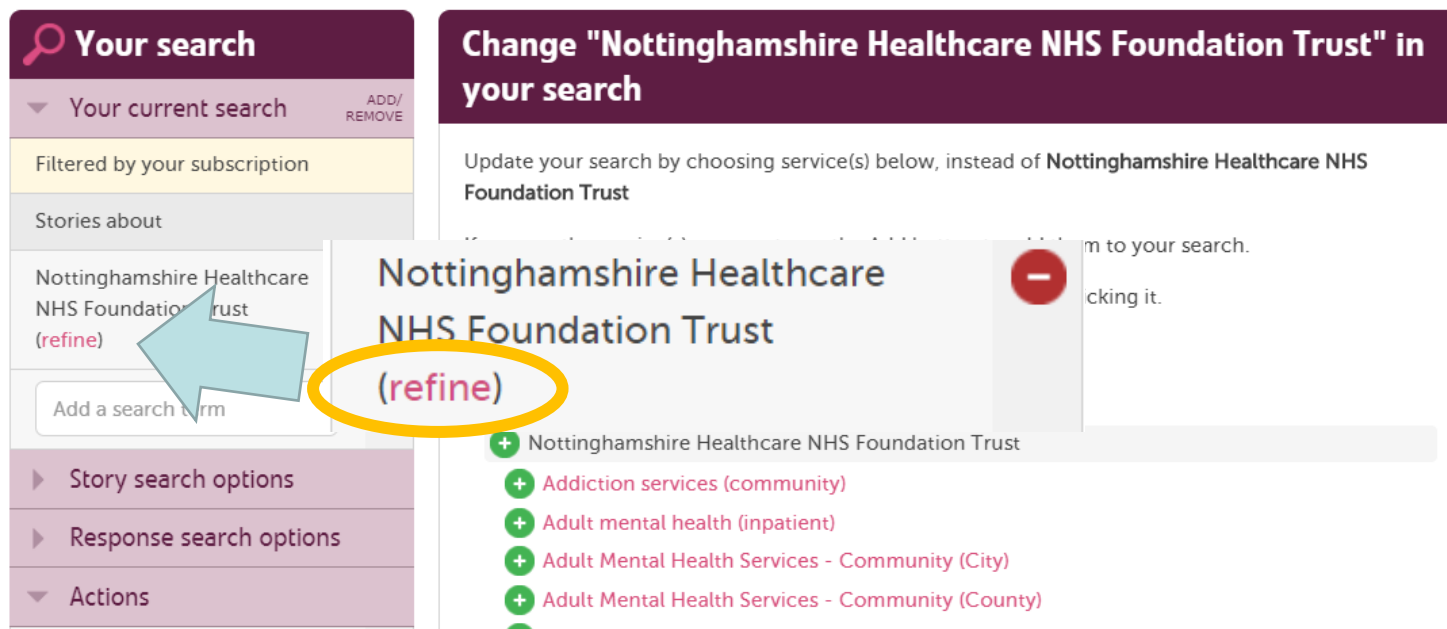 Your search
Your current search
ADD/
REMOVE
Filtered by your subscription
Stories about
Nottinghamshire Healthcare
NHS Foundation Trust
(refine)
Add a search term
Story search options
Response search options
Actions
Change "Nottinghamshire Healthcare NHS Foundation Trust" in
your search
Update your search by choosing service(s) below, instead of Nottinghamshire Healthcare NHS
Foundation Trust
to your search.
it.
Nottinghamshire Healthcare
NHS Foundation Trust
(refine)
Nottinghamshire Healthcare NHS Foundation Trust
Addiction services (community)
Adult mental health (inpatient)
Adult Mental Health Services - Community (City)
Adult Mental Health Services - Community (County)